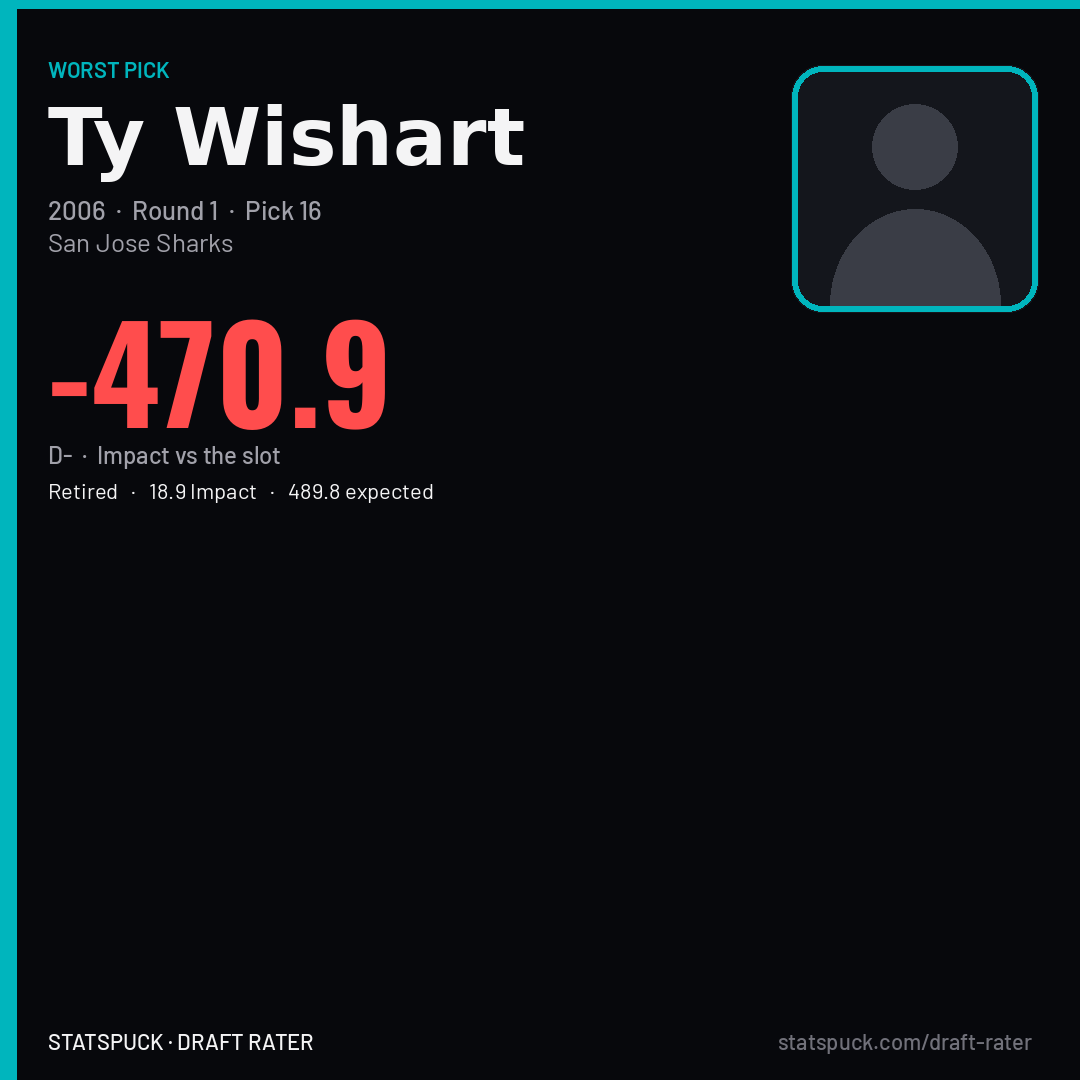 WORST PICK
Ty Wishart
2006 · Round 1 · Pick 16
San Jose Sharks
-470.9
D- · Impact vs the slot
Retired · 18.9 Impact · 489.8 expected
STATSPUCK · DRAFT RATER
statspuck.com/draft-rater